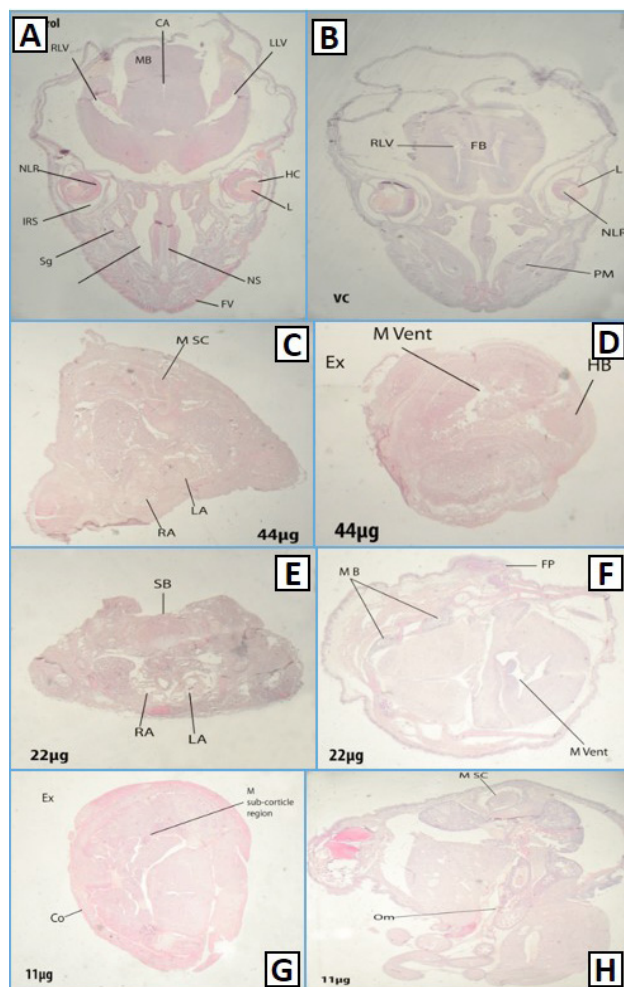 A
rol
CA
RLV
MB
LLV
NLR
HC
L
IRS
Sg
NS
FV
B
RLV
FB
L
NLR
PM
VC
C
M SC
LA
RA
44µg
D
M Vent
Ex
HB
44µg
E
SB
RA
LA
22µg
F
M B
FP
M Vent
22µg
G
Ex
M
sub-corticle
region
Co
11µg
H
M SC
Om
11µg